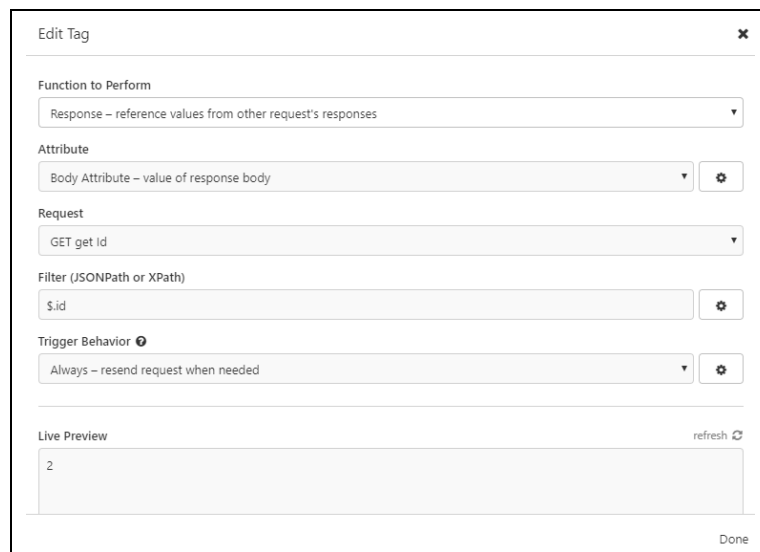 Edit Tag
Function to Perform
Response – reference values from other request's responses
Attribute
Body Attribute – value of response body
Request
GET get Id
Filter (JSONPath or XPath)
$.id
Trigger Behavior
Always – resend request when needed
Live Preview
refresh
2
Done